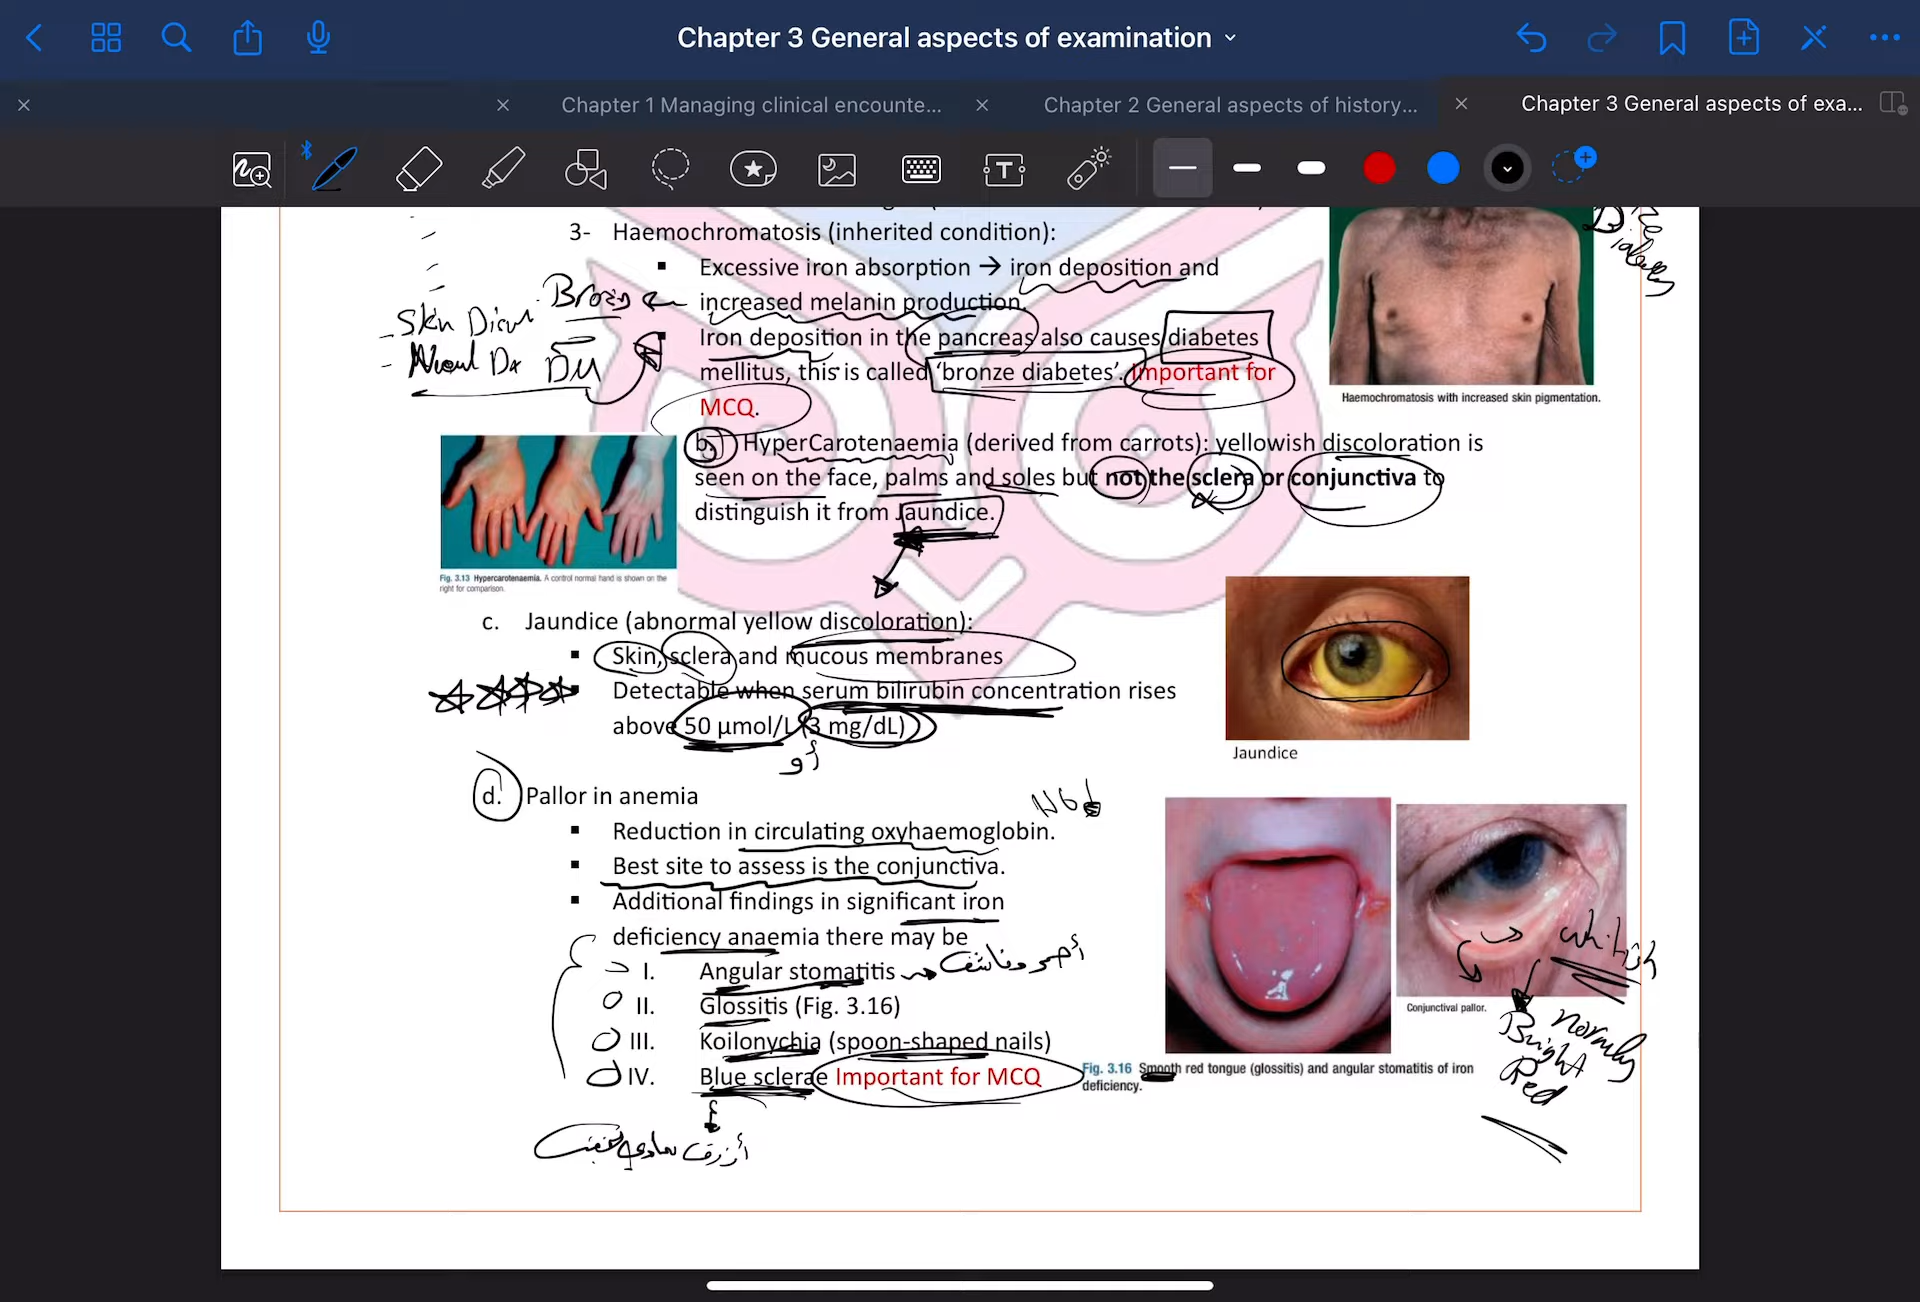 Chapter 3 General aspects of examination
Chapter 1 Managing clinical encounte...
Chapter 2 General aspects of history...
Chapter 3 General aspects of exa...
3- Haemochromatosis (inherited condition):
▪ Excessive iron absorption → iron deposition and
increased melanin production.
▪ Iron deposition in the pancreas also causes diabetes
mellitus, this is called 'bronze diabetes'. Important for
MCQ.
- Skin
DM
Haemochromatosis with increased skin pigmentation.
b. HyperCarotenaemia (derived from carrots): yellowish discoloration is
seen on the face, palms and soles but not the sclera or conjunctiva to
distinguish it from Jaundice.
Fig. 3.13 Hypercarotenaemia. A control normal hand is shown on the
right for comparison.
c. Jaundice (abnormal yellow discoloration):
▪ Skin, sclera and mucous membranes
▪ Detectable when serum bilirubin concentration rises
above 50 µmol/L (3 mg/dL)
أو
Jaundice
d. Pallor in anemia
▪ Reduction in circulating oxyhaemoglobin.
▪ Best site to assess is the conjunctiva.
▪ Additional findings in significant iron
deficiency anaemia there may be
I. Angular stomatitis
II. Glossitis (Fig. 3.16)
III. Koilonychia (spoon-shaped nails)
IV. Blue sclerae Important for MCQ
whitish
Conjunctival pallor.
normaly
Bright
Red
Fig. 3.16 Smooth red tongue (glossitis) and angular stomatitis of iron
deficiency.
أزرق